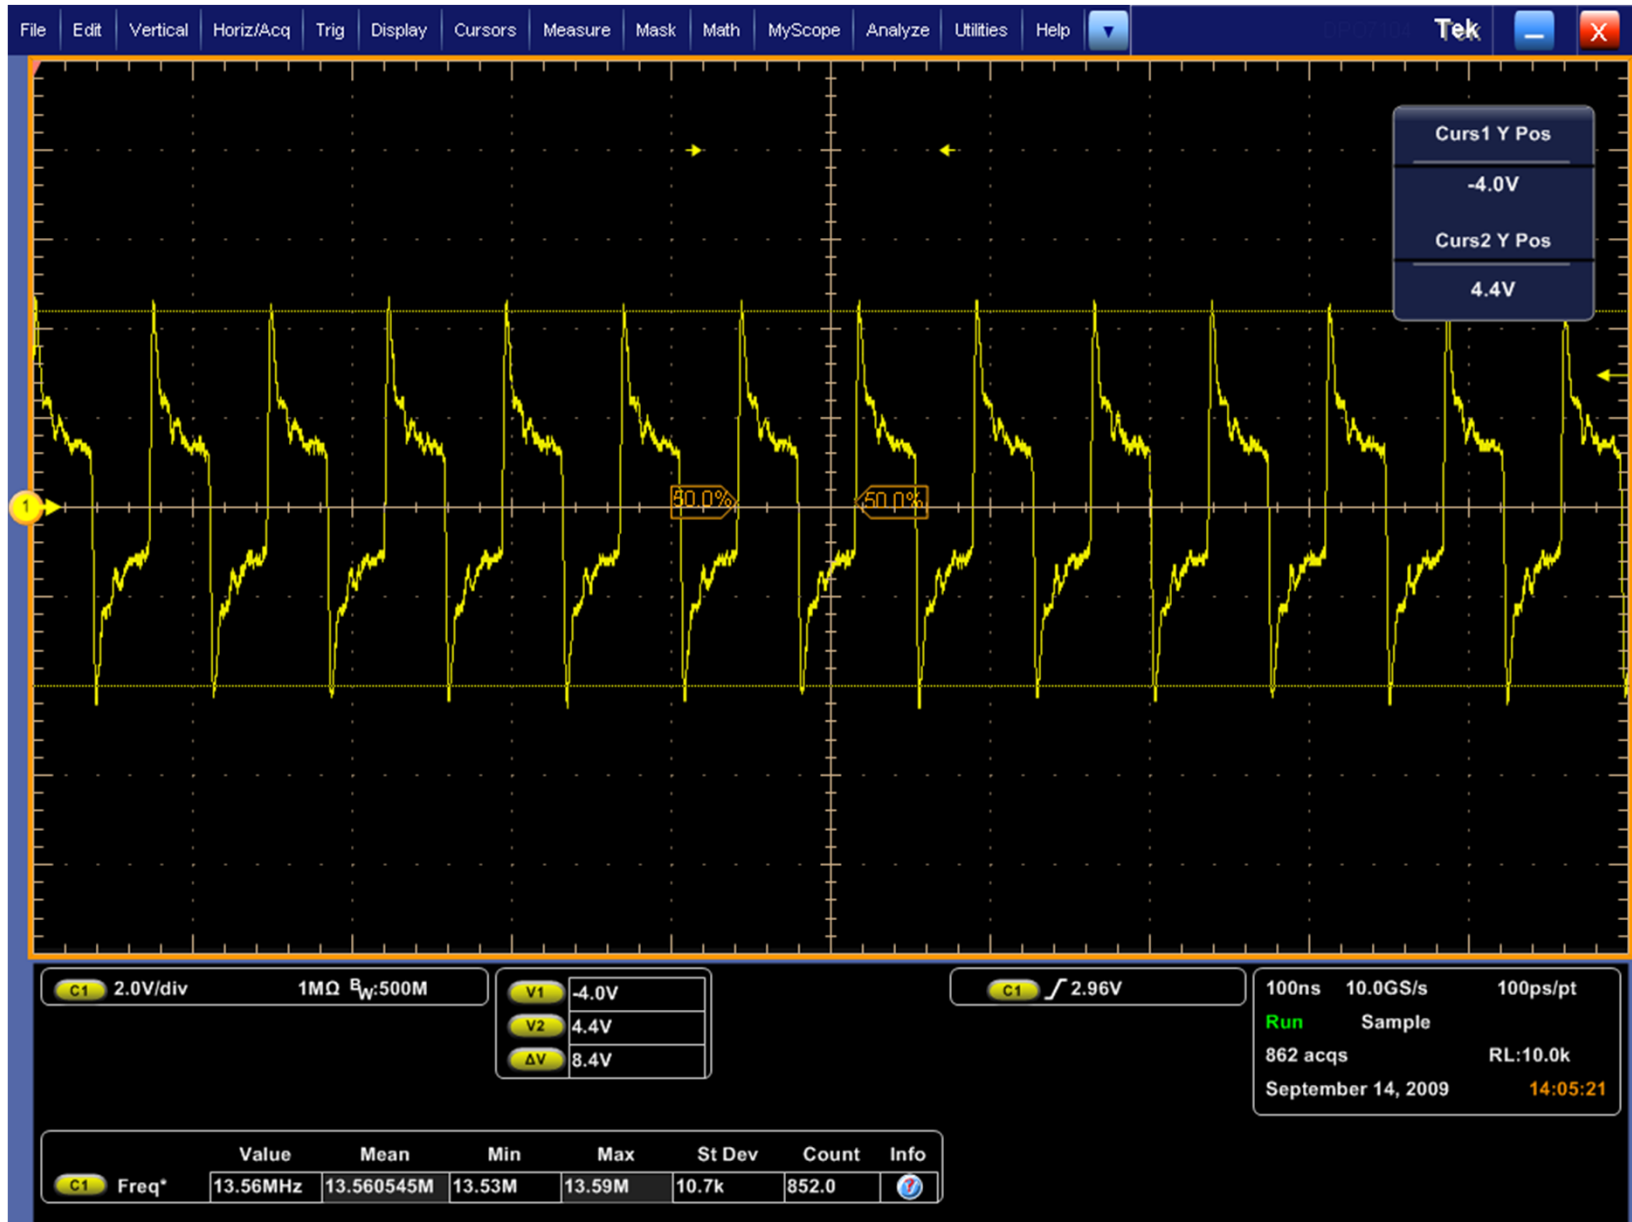 File Edit Vertical Horiz/Acq Trig Display Cursors Measure Mask Math MyScope Analyze Utilities Help Tek X
Curs1 Y Pos
-4.0V
Curs2 Y Pos
4.4V
1
50.0% 50.0%
C1 2.0V/div 1MΩ BW:500M
V1 -4.0V
V2 4.4V
ΔV 8.4V
C1 2.96V
100ns 10.0GS/s 100ps/pt
Run Sample
862 acqs RL:10.0k
September 14, 2009 14:05:21
Value Mean Min Max St Dev Count Info
C1 Freq* 13.56MHz 13.560545M 13.53M 13.59M 10.7k 852.0 ?